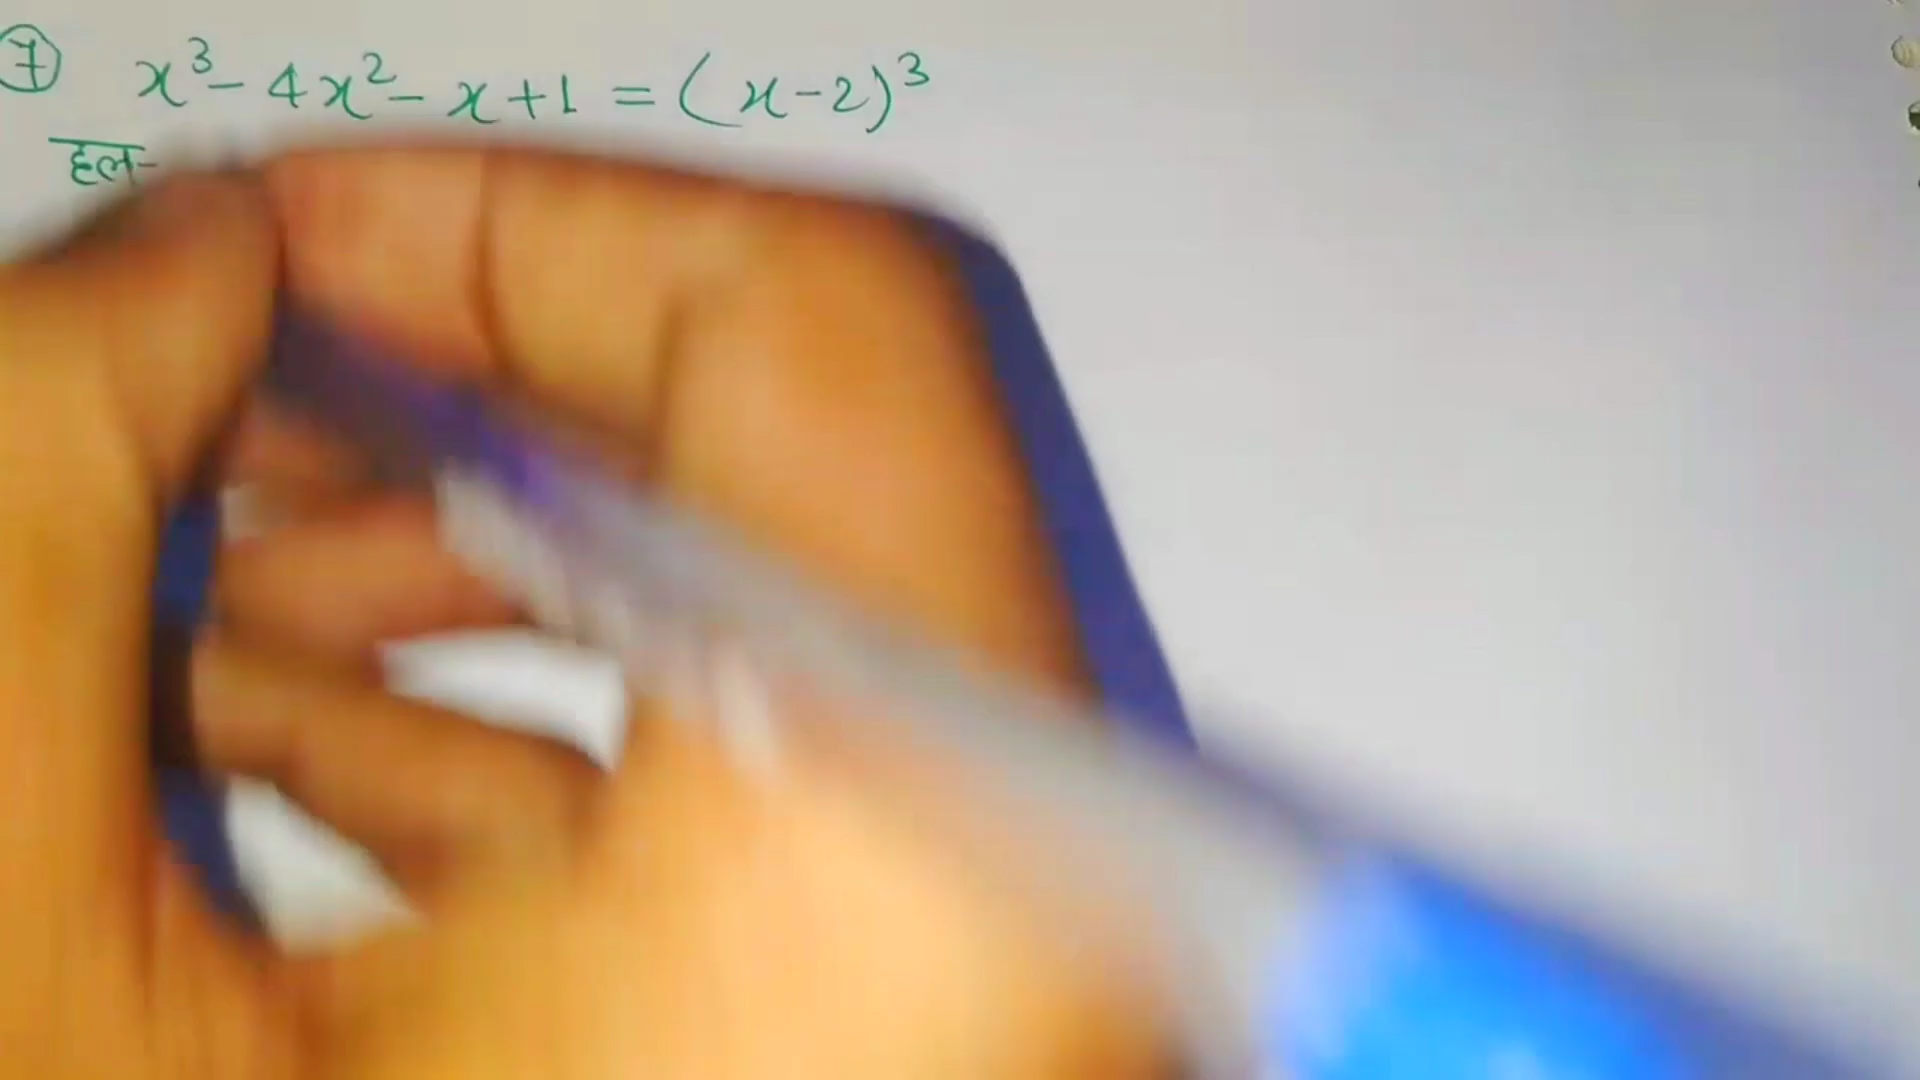 ⑦ x³ - 4x² - x + 1 = (x - 2)³
हल-